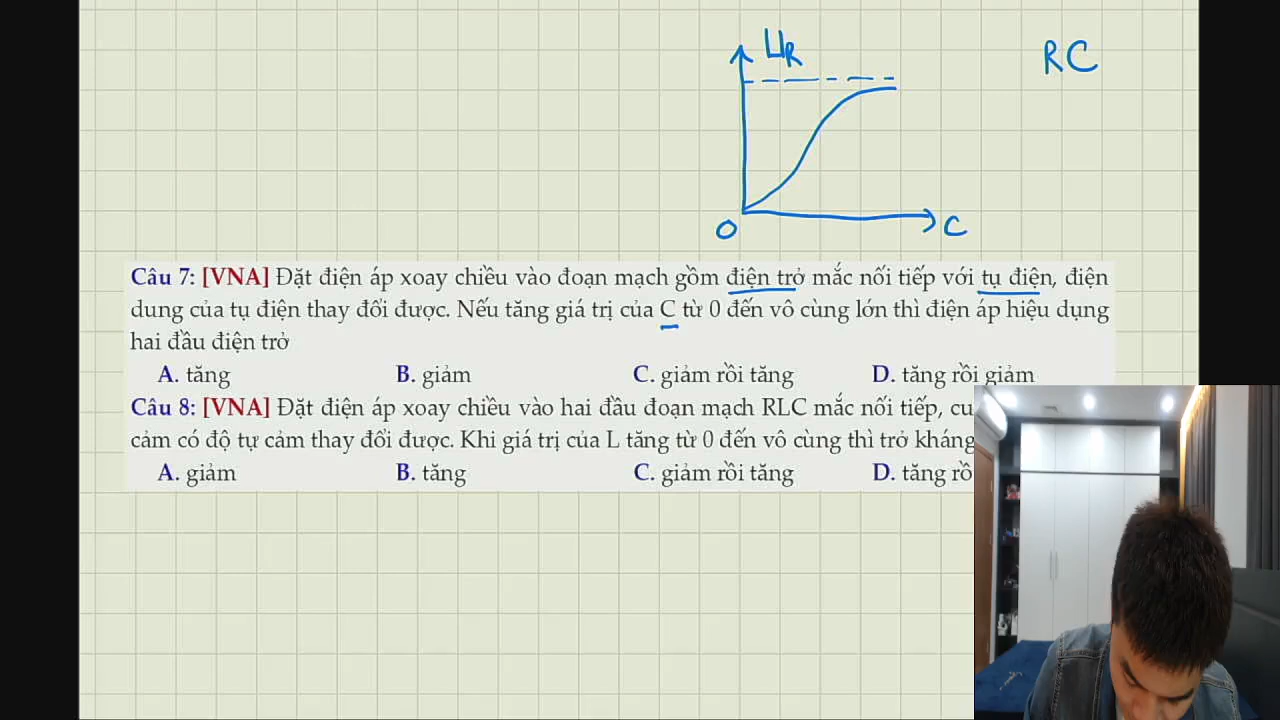 U_R
RC
O
C
Câu 7: [VNA] Đặt điện áp xoay chiều vào đoạn mạch gồm điện trở mắc nối tiếp với tụ điện, điện
dung của tụ điện thay đổi được. Nếu tăng giá trị của C từ 0 đến vô cùng lớn thì điện áp hiệu dụng
hai đầu điện trở
A. tăng B. giảm C. giảm rồi tăng D. tăng rồi giảm
Câu 8: [VNA] Đặt điện áp xoay chiều vào hai đầu đoạn mạch RLC mắc nối tiếp,
cảm có độ tự cảm thay đổi được. Khi giá trị của L tăng từ 0 đến vô cùng thì trở kháng
A. giảm B. tăng C. giảm rồi tăng D. tăng